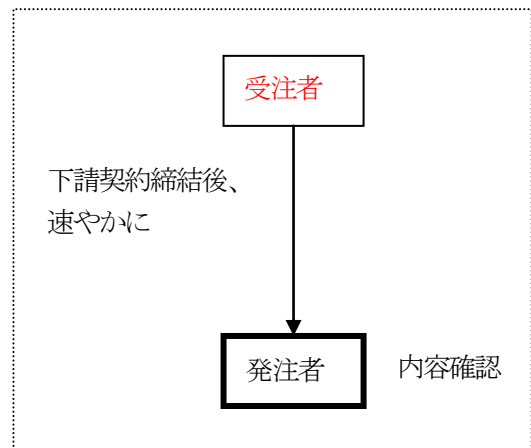 受注者
下請契約締結後、
速やかに
発注者
内容確認